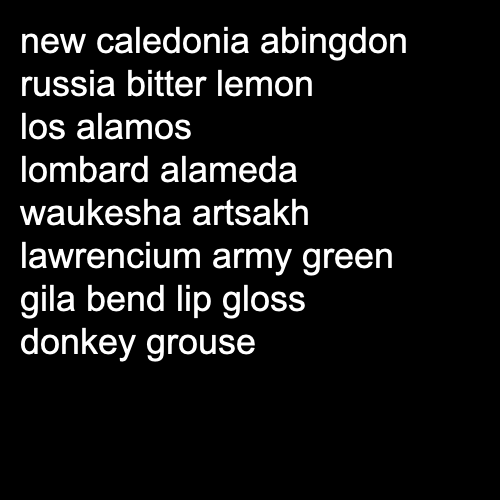 new caledonia abingdon
russia bitter lemon
los alamos
lombard alameda
waukesha artsakh
lawrencium army green
gila bend lip gloss
donkey grouse